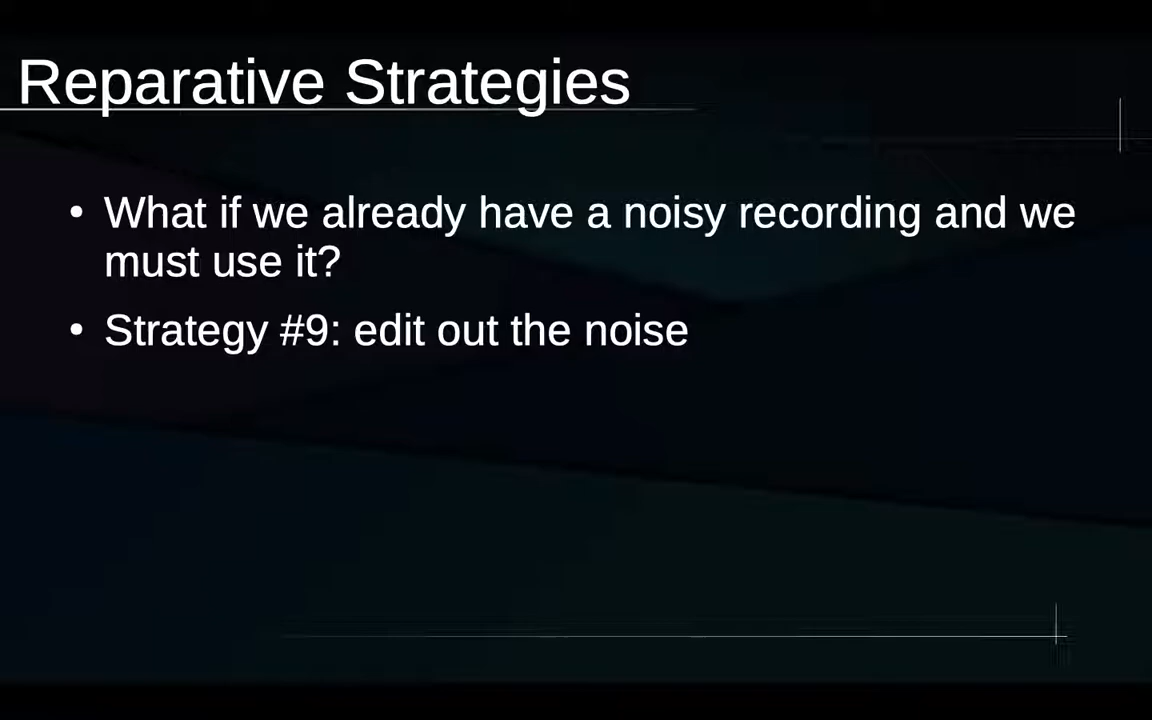 Reparative Strategies
• What if we already have a noisy recording and we
must use it?
• Strategy #9: edit out the noise